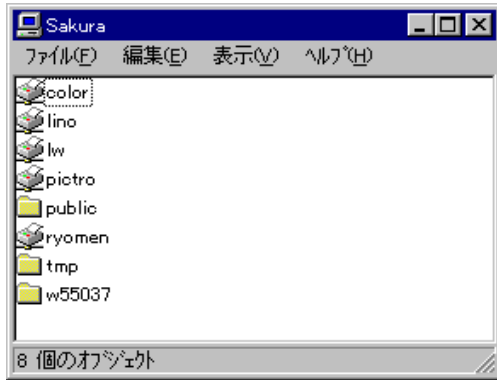 Sakura
ファイル(F) 編集(E) 表示(V) ヘルプ(H)
color
lino
lw
pictro
public
ryomen
tmp
w55037
8 個のオブジェクト